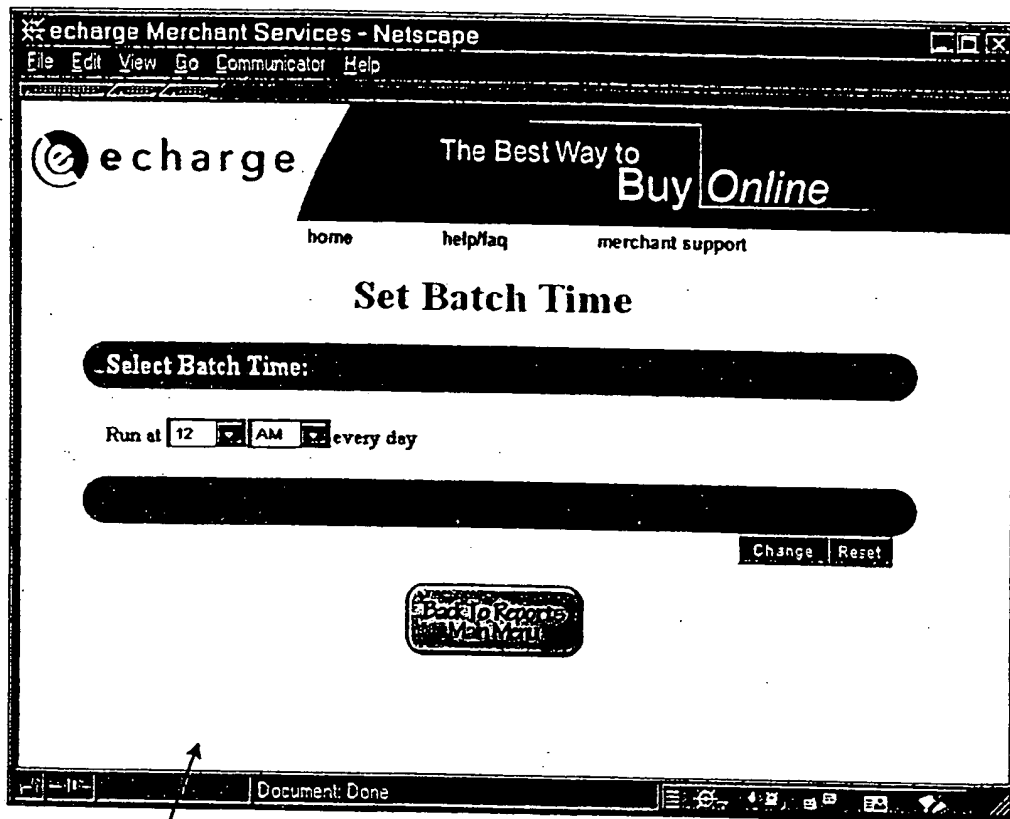 echarge Merchant Services - Netscape
File Edit View Go Communicator Help
e echarge
The Best Way to
Buy Online
home help/faq merchant support
Set Batch Time
Select Batch Time:
Run at 12 AM every day
Change Reset
Back To Reports
Main Menu
Document: Done